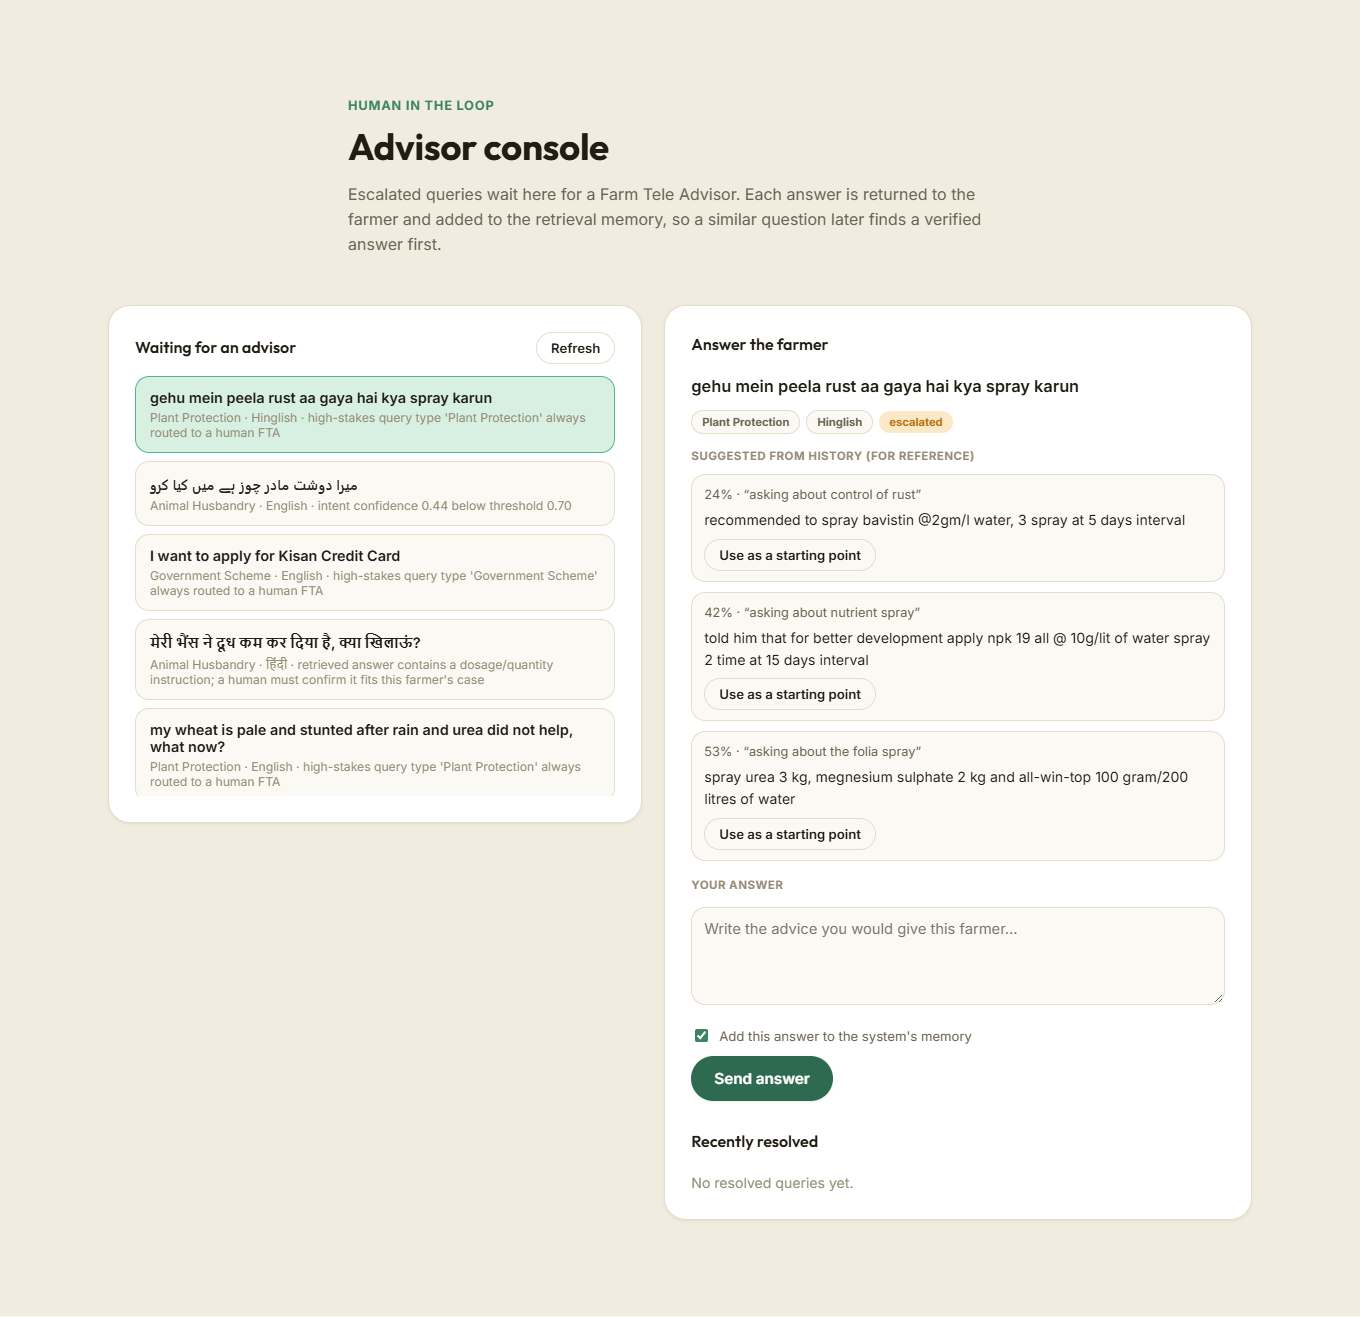 HUMAN IN THE LOOP
Advisor console
Escalated queries wait here for a Farm Tele Advisor. Each answer is returned to the
farmer and added to the retrieval memory, so a similar question later finds a verified
answer first.
Waiting for an advisor
Refresh
gehu mein peela rust aa gaya hai kya spray karun
Plant Protection · Hinglish · high-stakes query type 'Plant Protection' always
routed to a human FTA
میرا دوشت مادر چوز ہے میں کیا کرو
Animal Husbandry · English · intent confidence 0.44 below threshold 0.70
I want to apply for Kisan Credit Card
Government Scheme · English · high-stakes query type 'Government Scheme'
always routed to a human FTA
मेरी भैंस ने दूध कम कर दिया है, क्या खिलाऊं?
Animal Husbandry · हिंदी · retrieved answer contains a dosage/quantity
instruction; a human must confirm it fits this farmer's case
my wheat is pale and stunted after rain and urea did not help,
what now?
Plant Protection · English · high-stakes query type 'Plant Protection' always
routed to a human FTA
Answer the farmer
gehu mein peela rust aa gaya hai kya spray karun
Plant Protection
Hinglish
escalated
SUGGESTED FROM HISTORY (FOR REFERENCE)
24% · “asking about control of rust”
recommended to spray bavistin @2gm/l water, 3 spray at 5 days interval
Use as a starting point
42% · “asking about nutrient spray”
told him that for better development apply npk 19 all @ 10g/lit of water spray
2 time at 15 days interval
Use as a starting point
53% · “asking about the folia spray”
spray urea 3 kg, megnesium sulphate 2 kg and all-win-top 100 gram/200
litres of water
Use as a starting point
YOUR ANSWER
Write the advice you would give this farmer...
Add this answer to the system's memory
Send answer
Recently resolved
No resolved queries yet.